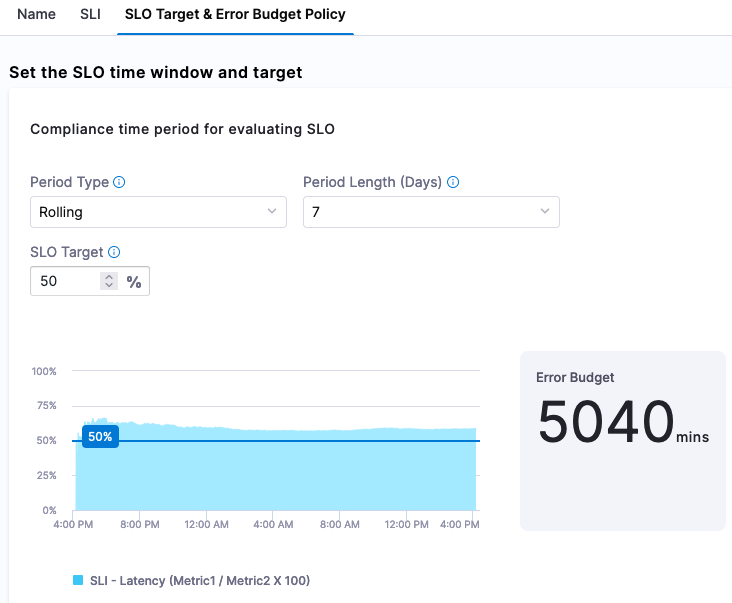 Name SLI SLO Target & Error Budget Policy
Set the SLO time window and target
Compliance time period for evaluating SLO
Period Type Period Length (Days)
Rolling 7
SLO Target
50 %
100%
75%
50%
50%
25%
0%
4:00 PM 8:00 PM 12:00 AM 4:00 AM 8:00 AM 12:00 PM 4:00 PM
SLI - Latency (Metric1 / Metric2 X 100)
Error Budget
5040 mins